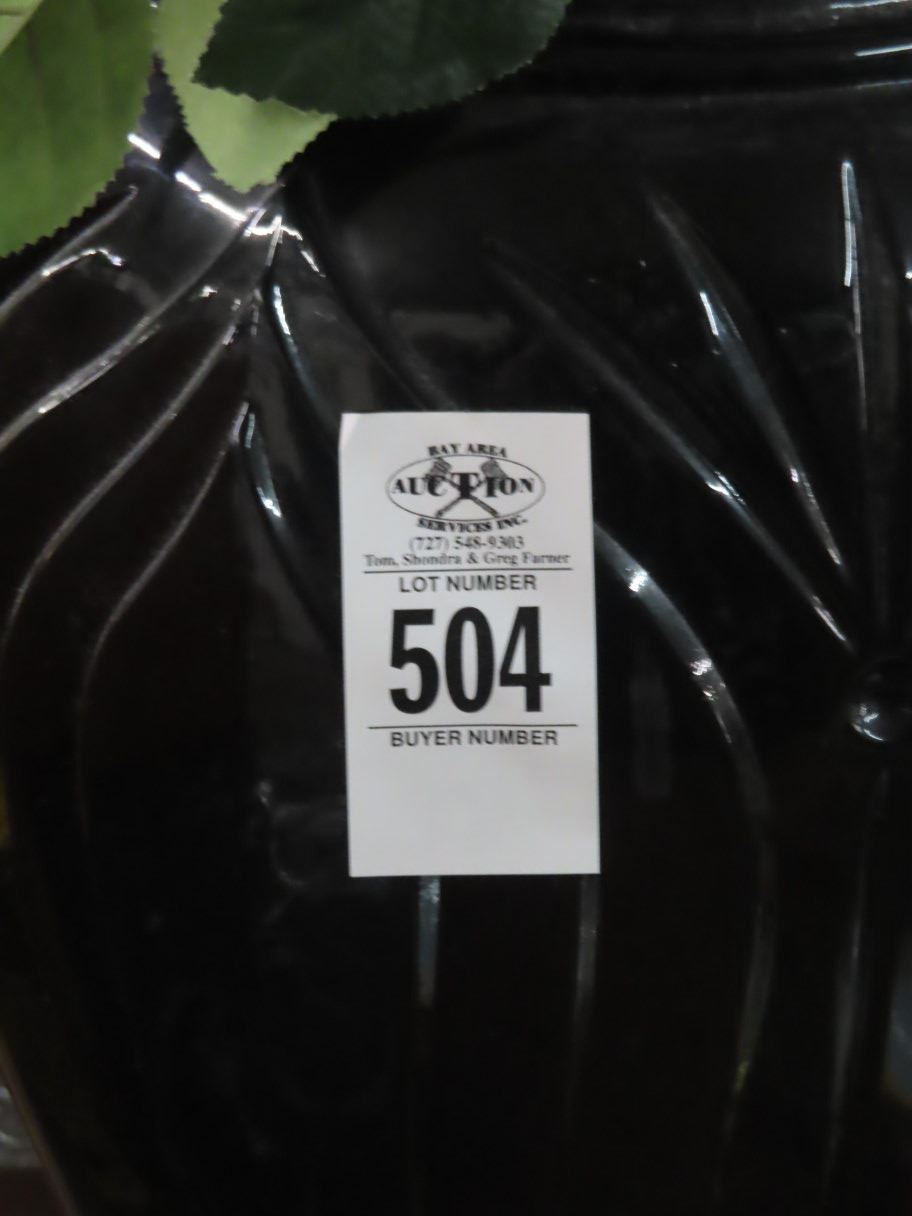 BAY AREA
AUCTION
SERVICES INC.
(727) 548-9303
Tom, Shondra & Greg Farner
LOT NUMBER
504
BUYER NUMBER